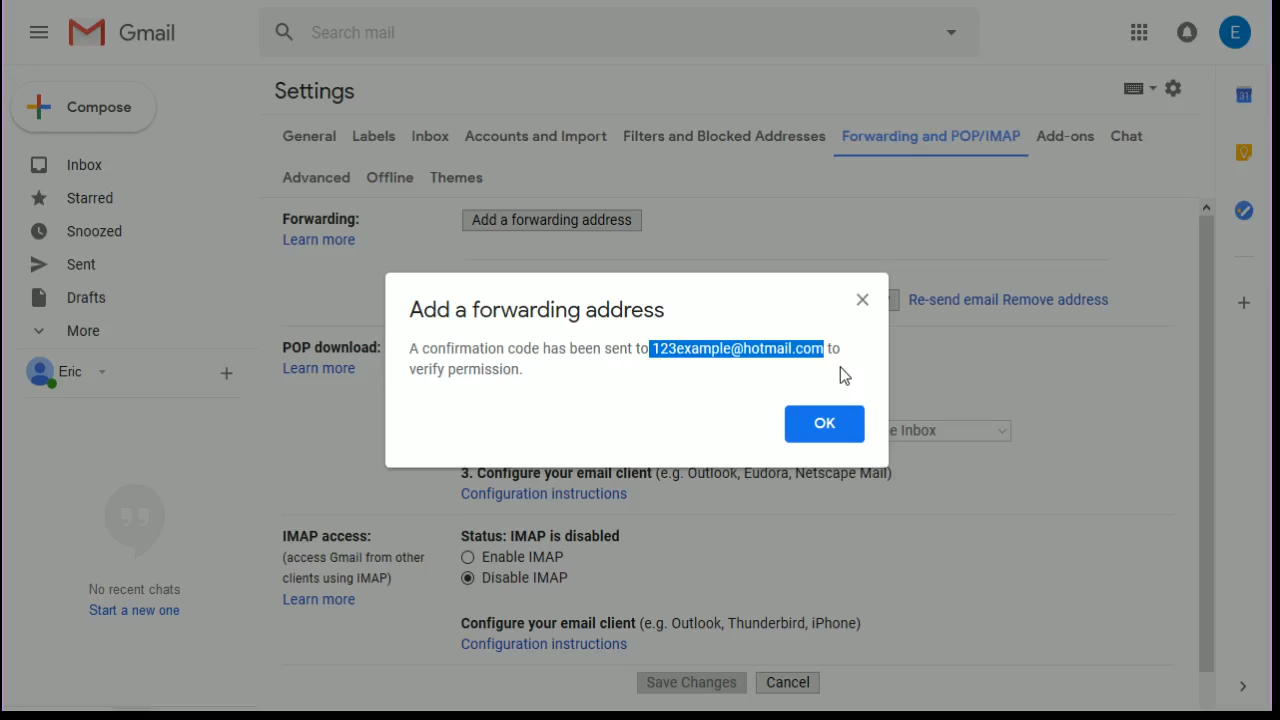 Gmail
Search mail
E
Compose
Settings
General Labels Inbox Accounts and Import Filters and Blocked Addresses Forwarding and POP/IMAP Add-ons Chat
Advanced Offline Themes
31
Inbox
Starred
Snoozed
Sent
Drafts
More
Eric
No recent chats
Start a new one
Forwarding:
Learn more
Add a forwarding address
Re-send email Remove address
Add a forwarding address
A confirmation code has been sent to 123example@hotmail.com to
verify permission.
OK
POP download:
Learn more
e Inbox
3. Configure your email client (e.g. Outlook, Eudora, Netscape Mail)
Configuration instructions
IMAP access:
(access Gmail from other
clients using IMAP)
Learn more
Status: IMAP is disabled
Enable IMAP
Disable IMAP
Configure your email client (e.g. Outlook, Thunderbird, iPhone)
Configuration instructions
Save Changes Cancel